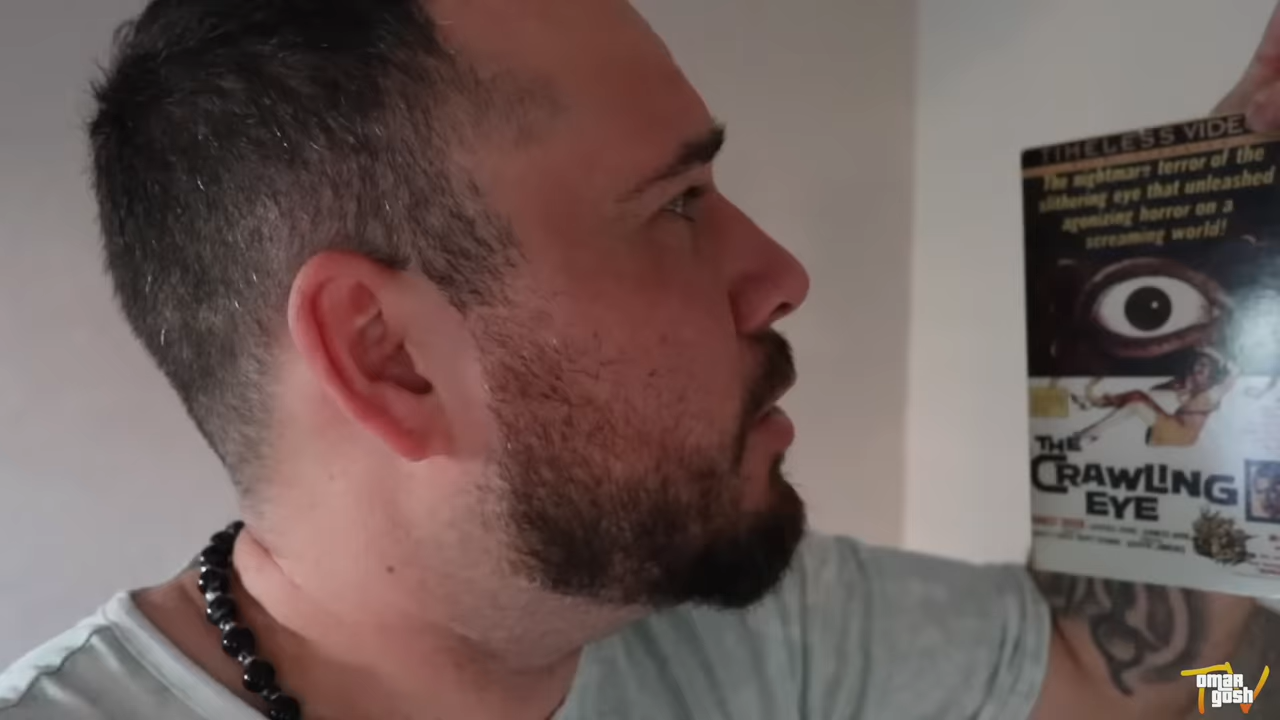 TIMELESS VIDEO
The nightmare terror of the
slithering eye that unleashed
agonizing horror on a
screaming world!
THE
CRAWLING
EYE
omar
gosh
TV